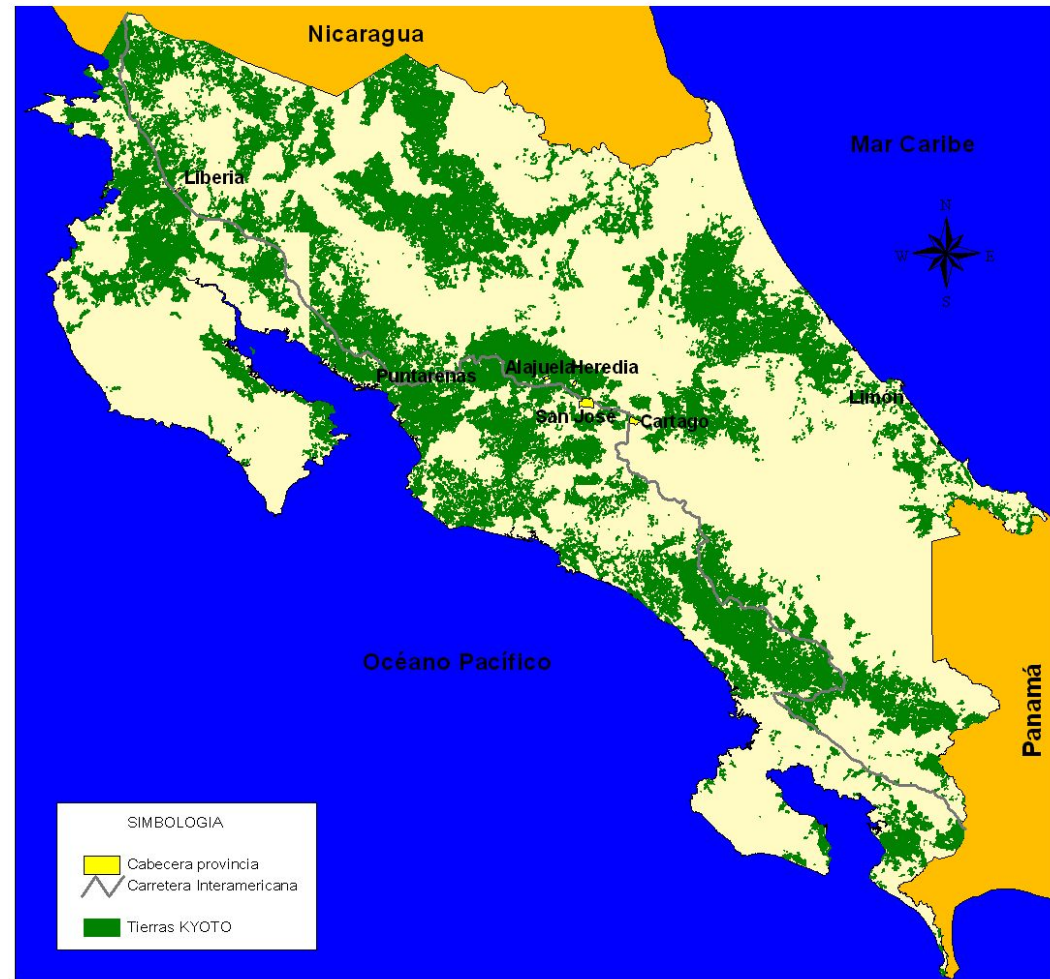 Nicaragua
Mar Caribe
Liberia
N
W E
S
Puntarenas
Alajuela
Heredia
Limón
San José
Cartago
Océano Pacífico
Panamá
SIMBOLOGIA
Cabecera provincia
Carretera Interamericana
Tierras KYOTO